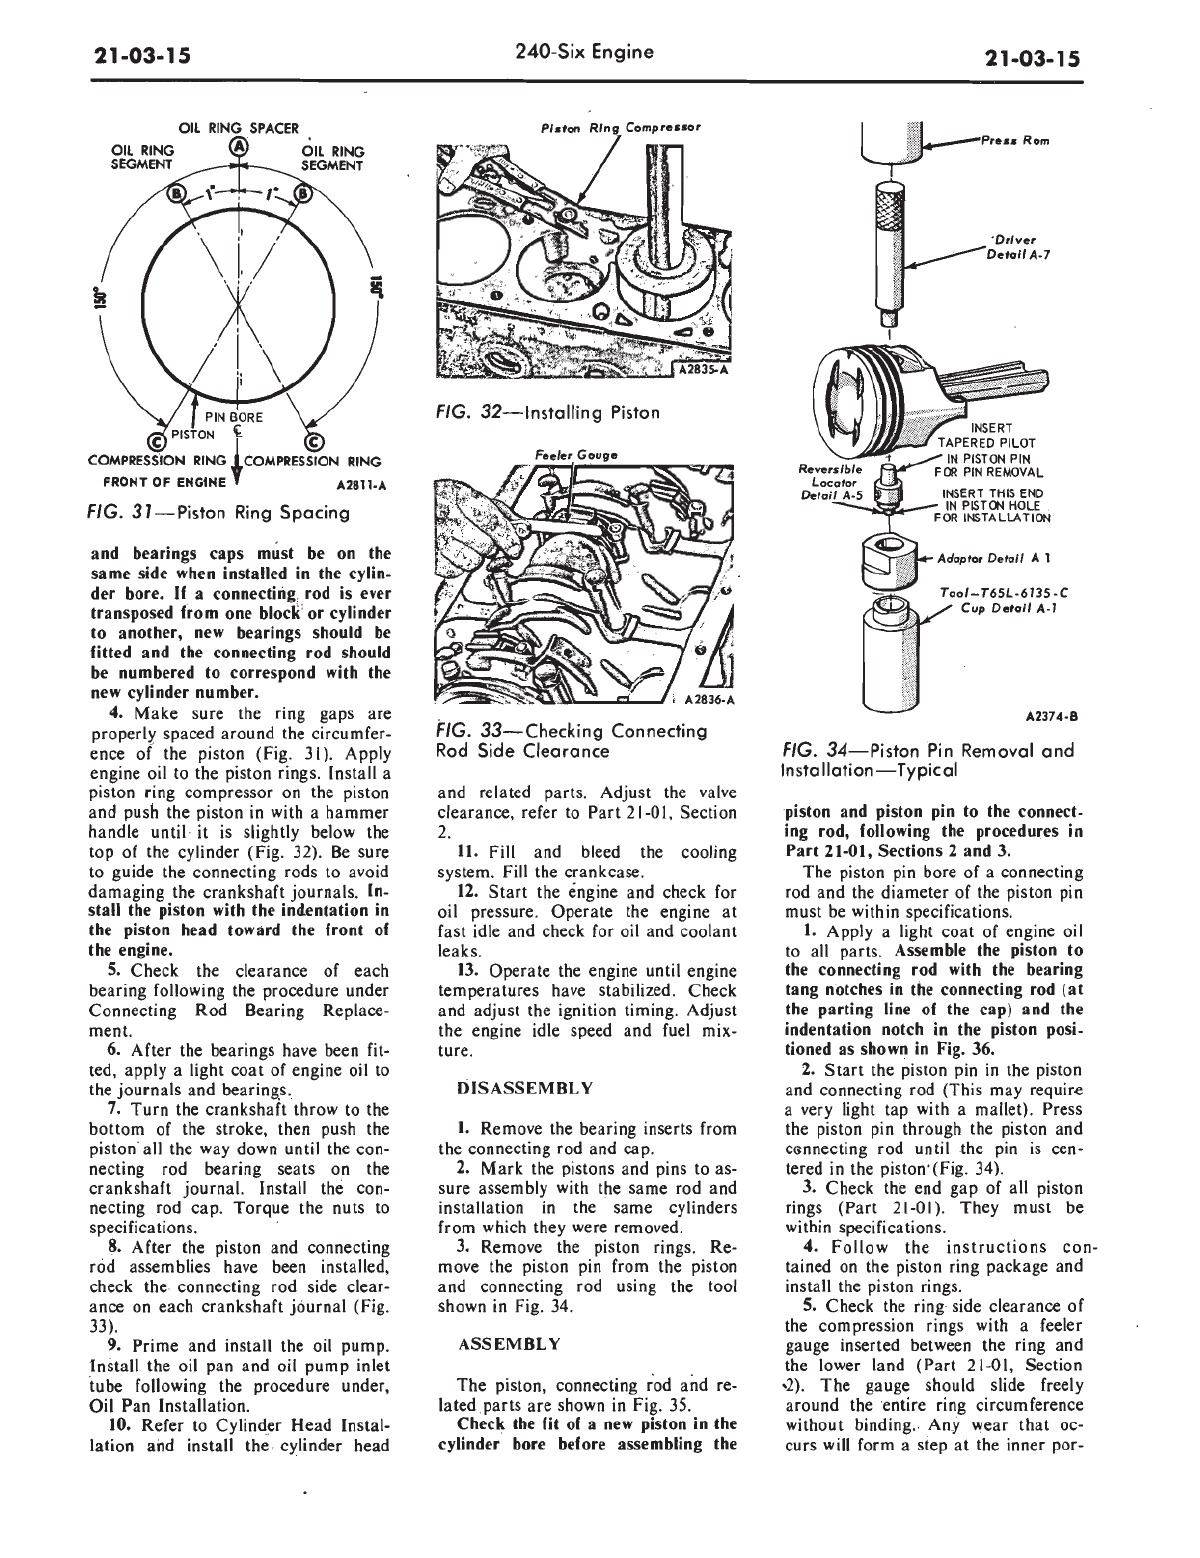 21-03-15
240-Six Engine
21-03-15
OIL RING SPACER
OIL RING
SEGMENT
A
OIL RING
SEGMENT
B
1"
1"
B
150°
150°
PIN BORE
PISTON
C
℄
C
COMPRESSION RING
COMPRESSION RING
FRONT OF ENGINE
A2811-A
FIG. 31—Piston Ring Spacing
and bearings caps must be on the
same side when installed in the cylin-
der bore. If a connecting rod is ever
transposed from one block or cylinder
to another, new bearings should be
fitted and the connecting rod should
be numbered to correspond with the
new cylinder number.
4. Make sure the ring gaps are
properly spaced around the circumfer-
ence of the piston (Fig. 31). Apply
engine oil to the piston rings. Install a
piston ring compressor on the piston
and push the piston in with a hammer
handle until it is slightly below the
top of the cylinder (Fig. 32). Be sure
to guide the connecting rods to avoid
damaging the crankshaft journals. In-
stall the piston with the indentation in
the piston head toward the front of
the engine.
5. Check the clearance of each
bearing following the procedure under
Connecting Rod Bearing Replace-
ment.
6. After the bearings have been fit-
ted, apply a light coat of engine oil to
the journals and bearings.
7. Turn the crankshaft throw to the
bottom of the stroke, then push the
piston all the way down until the con-
necting rod bearing seats on the
crankshaft journal. Install the con-
necting rod cap. Torque the nuts to
specifications.
8. After the piston and connecting
rod assemblies have been installed,
check the connecting rod side clear-
ance on each crankshaft journal (Fig.
33).
9. Prime and install the oil pump.
Install the oil pan and oil pump inlet
tube following the procedure under,
Oil Pan Installation.
10. Refer to Cylinder Head Instal-
lation and install the cylinder head
Piston Ring Compressor
A2835-A
FIG. 32—Installing Piston
Feeler Gauge
A2836-A
FIG. 33—Checking Connecting
Rod Side Clearance
and related parts. Adjust the valve
clearance, refer to Part 21-01, Section
2.
11. Fill and bleed the cooling
system. Fill the crankcase.
12. Start the engine and check for
oil pressure. Operate the engine at
fast idle and check for oil and coolant
leaks.
13. Operate the engine until engine
temperatures have stabilized. Check
and adjust the ignition timing. Adjust
the engine idle speed and fuel mix-
ture.
DISASSEMBLY
1. Remove the bearing inserts from
the connecting rod and cap.
2. Mark the pistons and pins to as-
sure assembly with the same rod and
installation in the same cylinders
from which they were removed.
3. Remove the piston rings. Re-
move the piston pin from the piston
and connecting rod using the tool
shown in Fig. 34.
ASSEMBLY
The piston, connecting rod and re-
lated parts are shown in Fig. 35.
Check the fit of a new piston in the
cylinder bore before assembling the
Press Ram
Driver
Detail A-7
INSERT
TAPERED PILOT
IN PISTON PIN
FOR PIN REMOVAL
Reversible
Locator
Detail A-5
INSERT THIS END
IN PISTON HOLE
FOR INSTALLATION
Adaptor Detail A 1
Tool-T65L-6135-C
Cup Detail A-1
A2374-B
FIG. 34—Piston Pin Removal and
Installation—Typical
piston and piston pin to the connect-
ing rod, following the procedures in
Part 21-01, Sections 2 and 3.
The piston pin bore of a connecting
rod and the diameter of the piston pin
must be within specifications.
1. Apply a light coat of engine oil
to all parts. Assemble the piston to
the connecting rod with the bearing
tang notches in the connecting rod (at
the parting line of the cap) and the
indentation notch in the piston posi-
tioned as shown in Fig. 36.
2. Start the piston pin in the piston
and connecting rod (This may require
a very light tap with a mallet). Press
the piston pin through the piston and
connecting rod until the pin is cen-
tered in the piston (Fig. 34).
3. Check the end gap of all piston
rings (Part 21-01). They must be
within specifications.
4. Follow the instructions con-
tained on the piston ring package and
install the piston rings.
5. Check the ring side clearance of
the compression rings with a feeler
gauge inserted between the ring and
the lower land (Part 21-01, Section
2). The gauge should slide freely
around the entire ring circumference
without binding. Any wear that oc-
curs will form a step at the inner por-